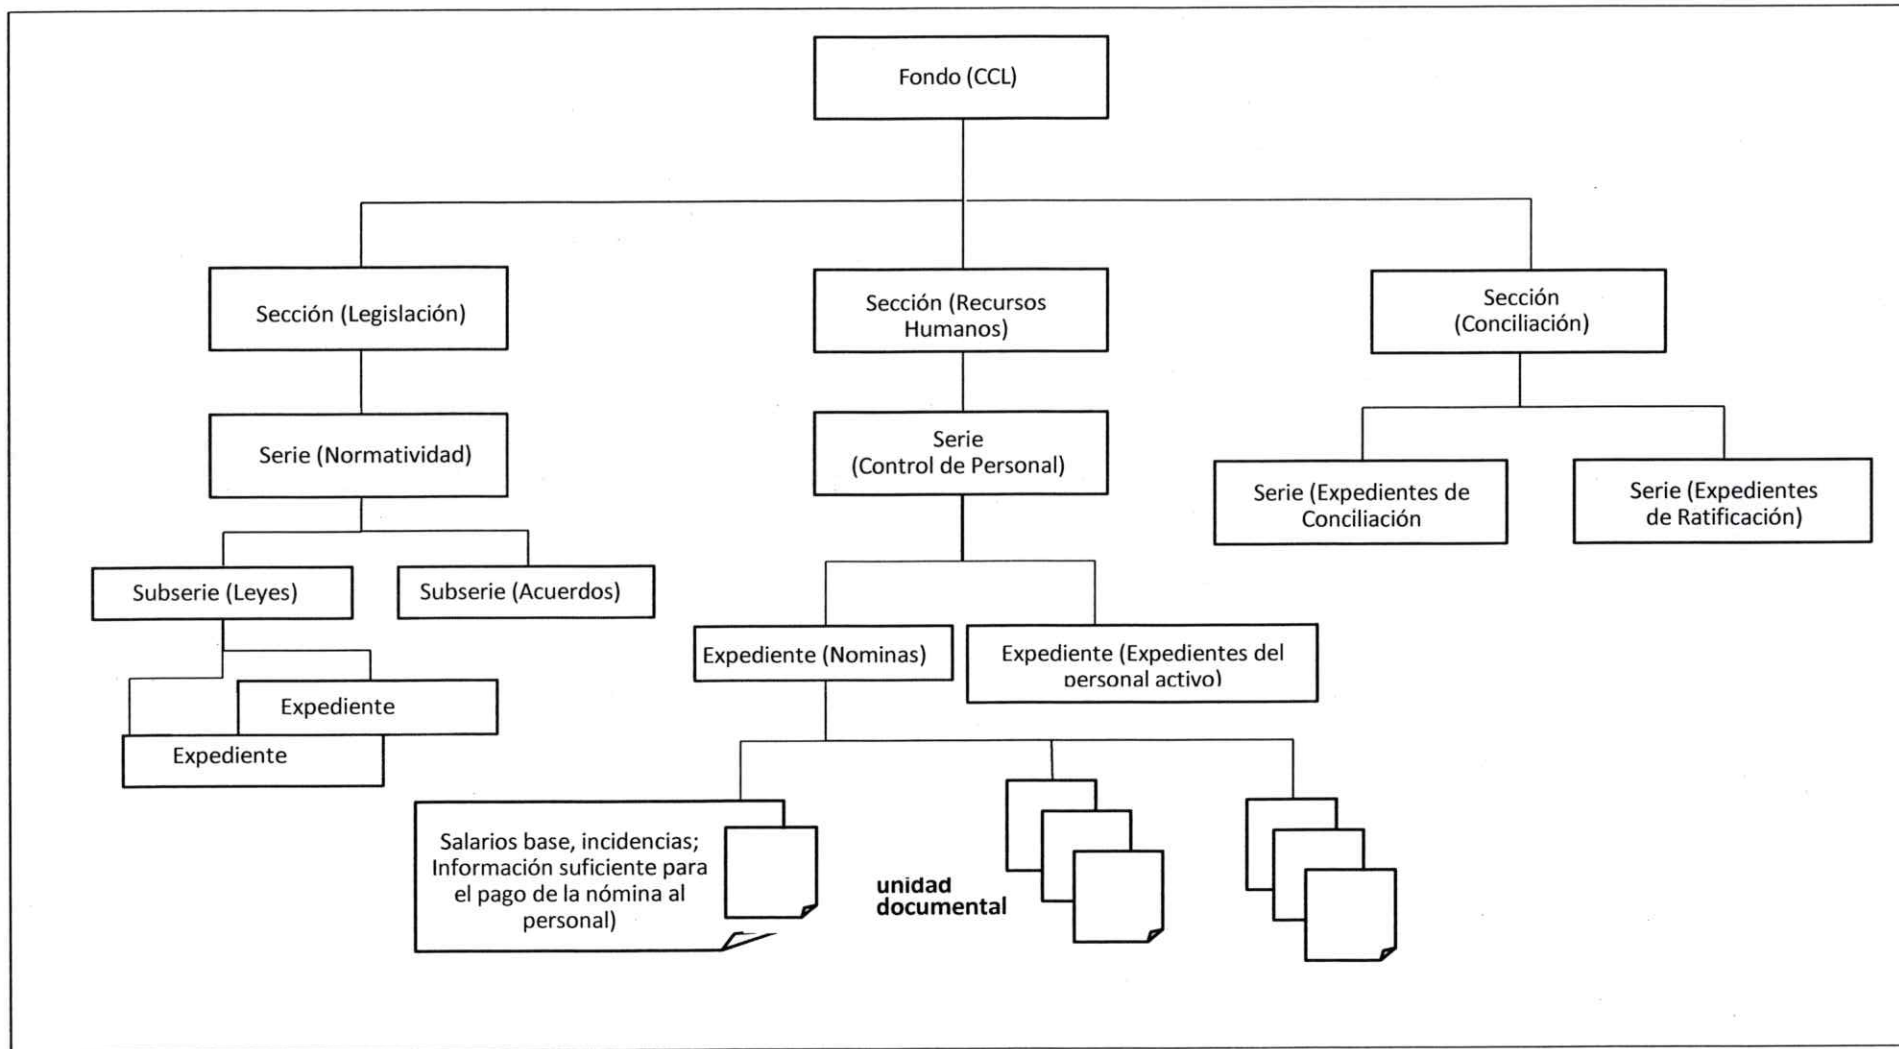 Fondo (CCL)
Sección (Legislación)
Sección (Recursos
Humanos)
Sección
(Conciliación)
Serie (Normatividad)
Serie
(Control de Personal)
Serie (Expedientes de
Conciliación
Serie (Expedientes
de Ratificación)
Subserie (Leyes)
Subserie (Acuerdos)
Expediente (Nominas)
Expediente (Expedientes del
personal activo)
Expediente
Expediente
Salarios base, incidencias;
Información suficiente para
el pago de la nómina al
personal)
unidad
documental